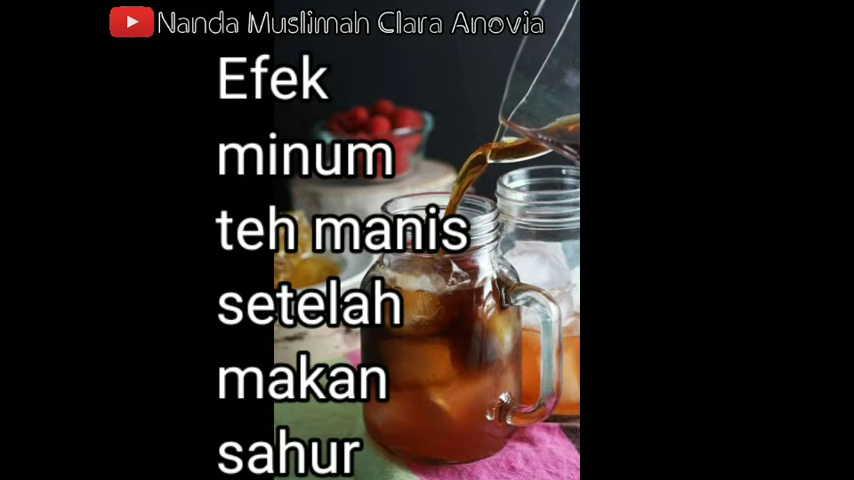 Nanda Muslimah Clara Anovia
Efek
minum
teh manis
setelah
makan
sahur